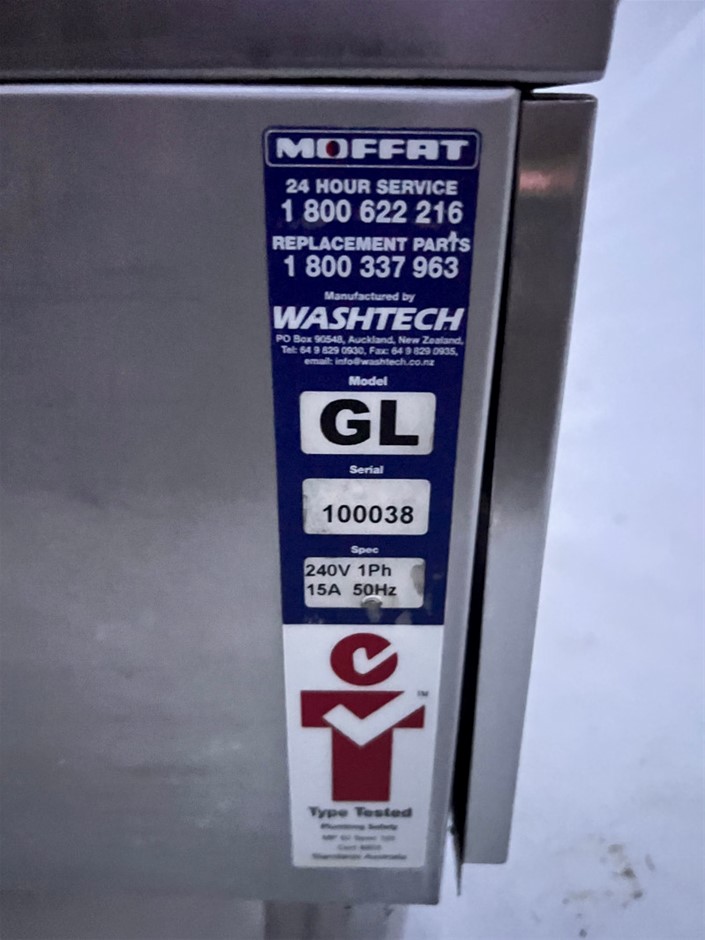 MOFFAT
24 HOUR SERVICE
1 800 622 216
REPLACEMENT PARtS
1 800 337 963
Manufactured by
WASHTECH
PO Box 90548, Auckland, New Zealand,
Tel: 64 9 829 0930, Fax: 64 9 829 0935,
email: info@washtech.co.nz
Model
GL
Serial
100038
Spec
240V 1Ph
15A 50Hz
TM
Type Tested
Plumbing Safety
Standards Australia